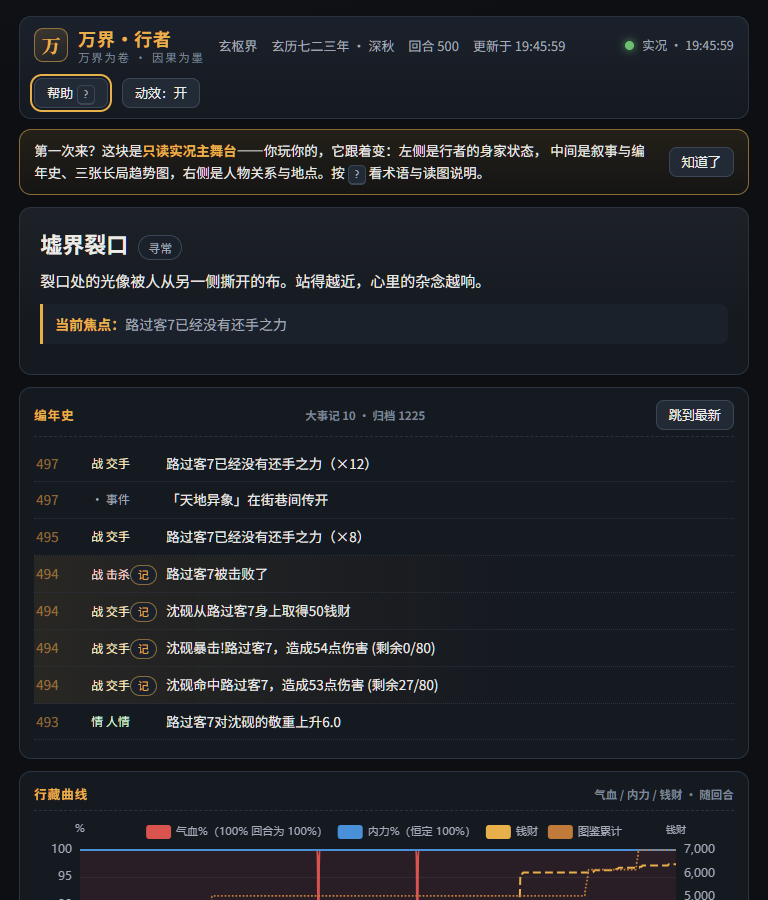 万
万界·行者
万界为卷 · 因果为墨
玄枢界 玄历七二三年 · 深秋 回合 500 更新于 19:45:59
实况 · 19:45:59
帮助 ?
动效：开
第一次来？这块是只读实况主舞台——你玩你的，它跟着变：左侧是行者的身家状态， 中间是叙事与编
年史、三张长局趋势图，右侧是人物关系与地点。按 ? 看术语与读图说明。
知道了
墟界裂口 寻常
裂口处的光像被人从另一侧撕开的布。站得越近，心里的杂念越响。
当前焦点： 路过客7已经没有还手之力
编年史 大事记 10 · 归档 1225 跳到最新
497 战 交手 路过客7已经没有还手之力（×12）
497 · 事件 「天地异象」在街巷间传开
495 战 交手 路过客7已经没有还手之力（×8）
494 战 击杀 记 路过客7被击败了
494 战 交手 记 沈砚从路过客7身上取得50钱财
494 战 交手 记 沈砚暴击!路过客7，造成54点伤害 (剩余0/80)
494 战 交手 记 沈砚命中路过客7，造成53点伤害 (剩余27/80)
493 情 人情 路过客7对沈砚的敬重上升6.0
行藏曲线 气血 / 内力 / 钱财 · 随回合
% 气血%（100% 回合为 100%） 内力%（恒定 100%） 钱财 图鉴累计 钱财
100 7,000
95 6,000
5,000